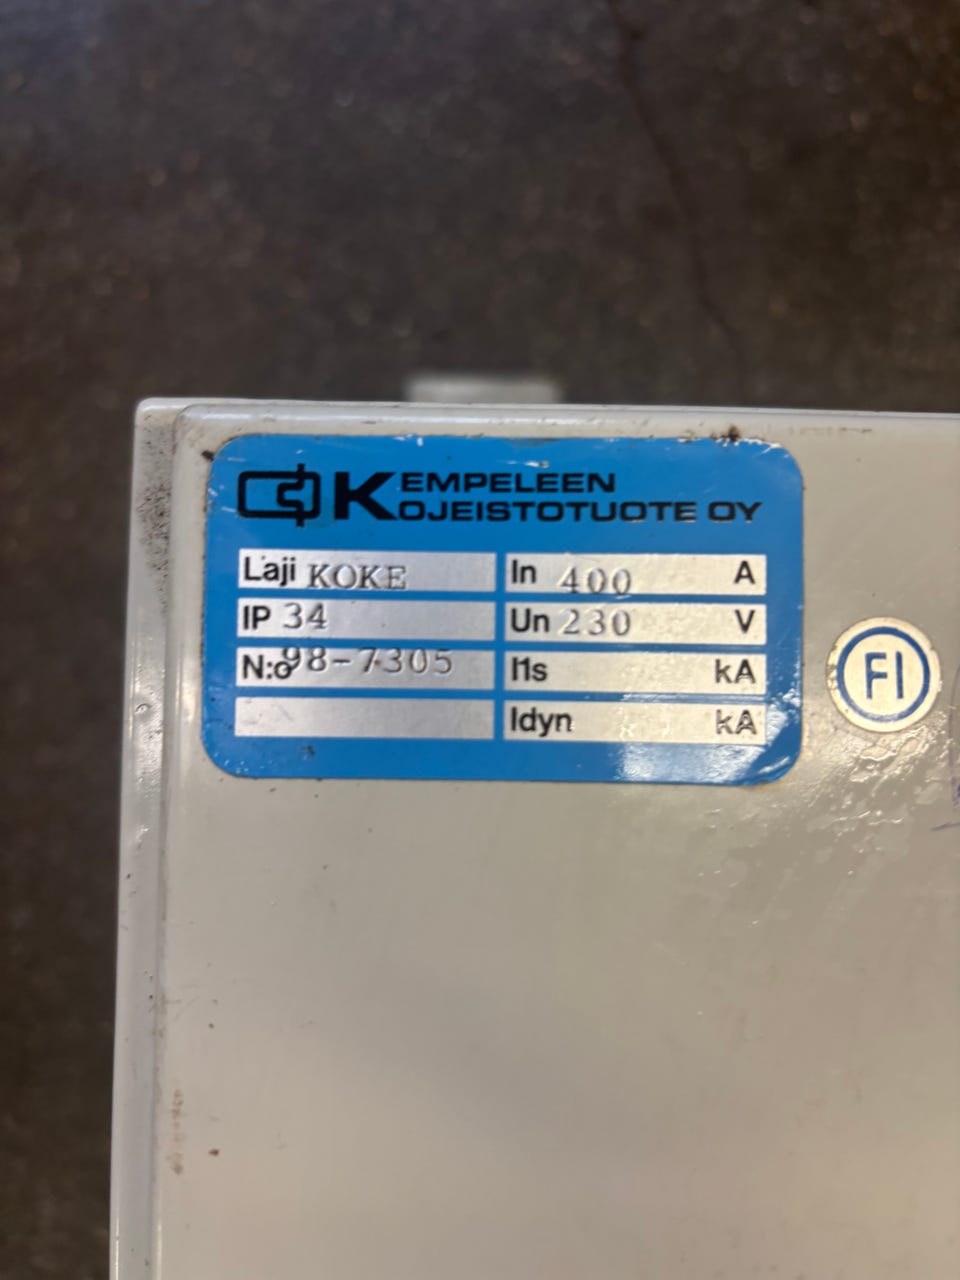 KEMPELEEN
KOJEISTOTUOTE OY
Laji KOKE
In 400 A
IP 34
Un 230 V
N:o 98-7305
I1s kA
Idyn kA
FI